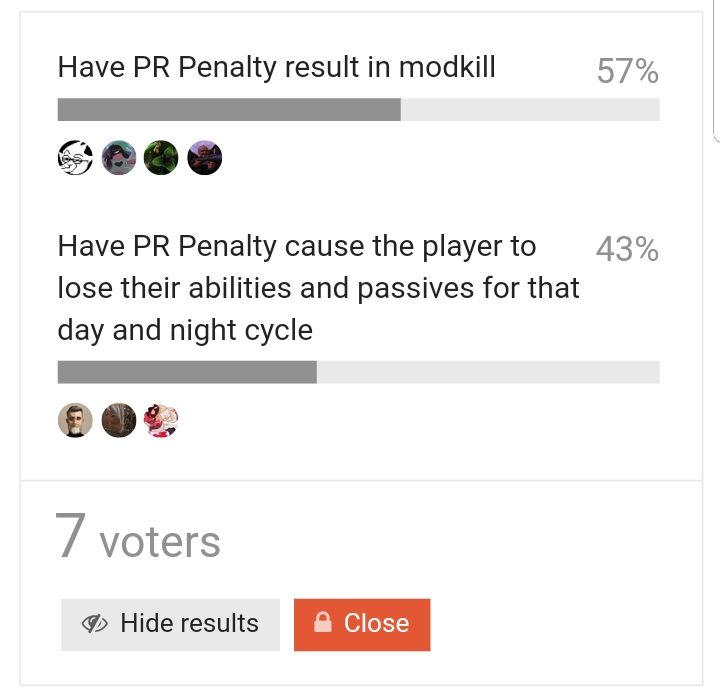 Have PR Penalty result in modkill
57%
Have PR Penalty cause the player to
43%
lose their abilities and passives for that
day and night cycle
7 voters
Hide results
Close